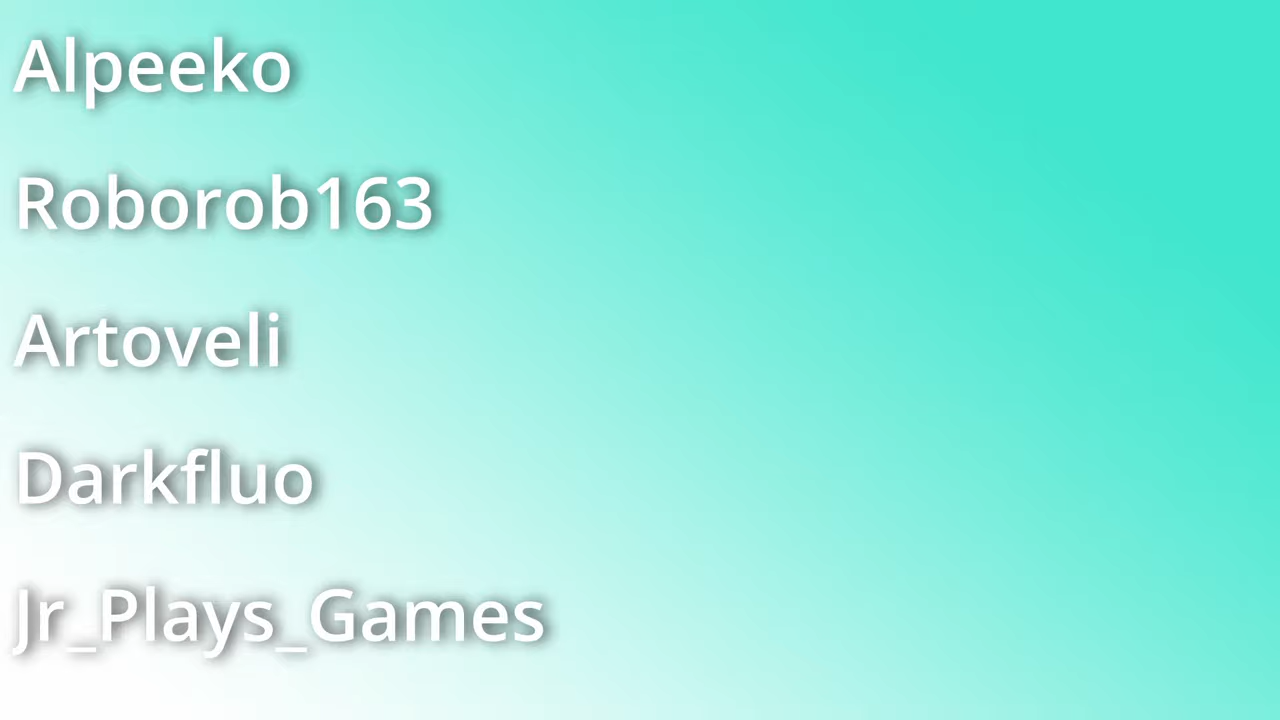 Alpeeko
Roborob163
Artoveli
Darkfluo
Jr_Plays_Games